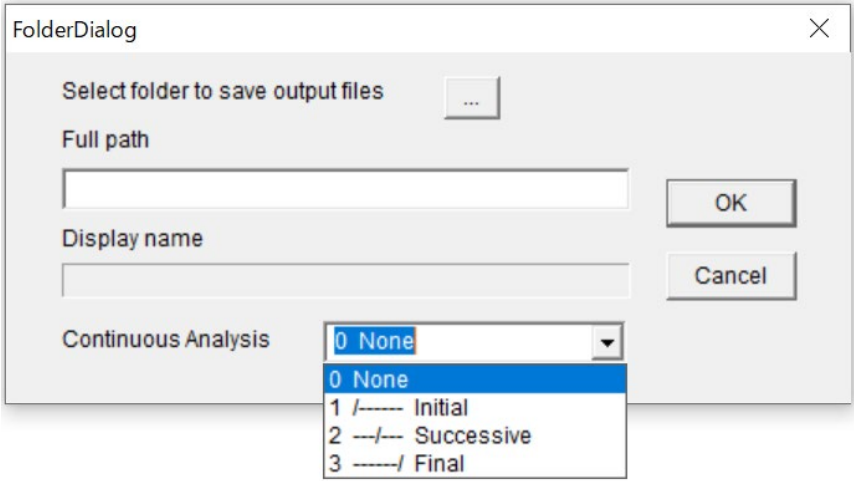 FolderDialog
Select folder to save output files ...
Full path
OK
Display name
Cancel
Continuous Analysis 0 None
0 None
1 /------ Initial
2 ---/--- Successive
3 ------/ Final